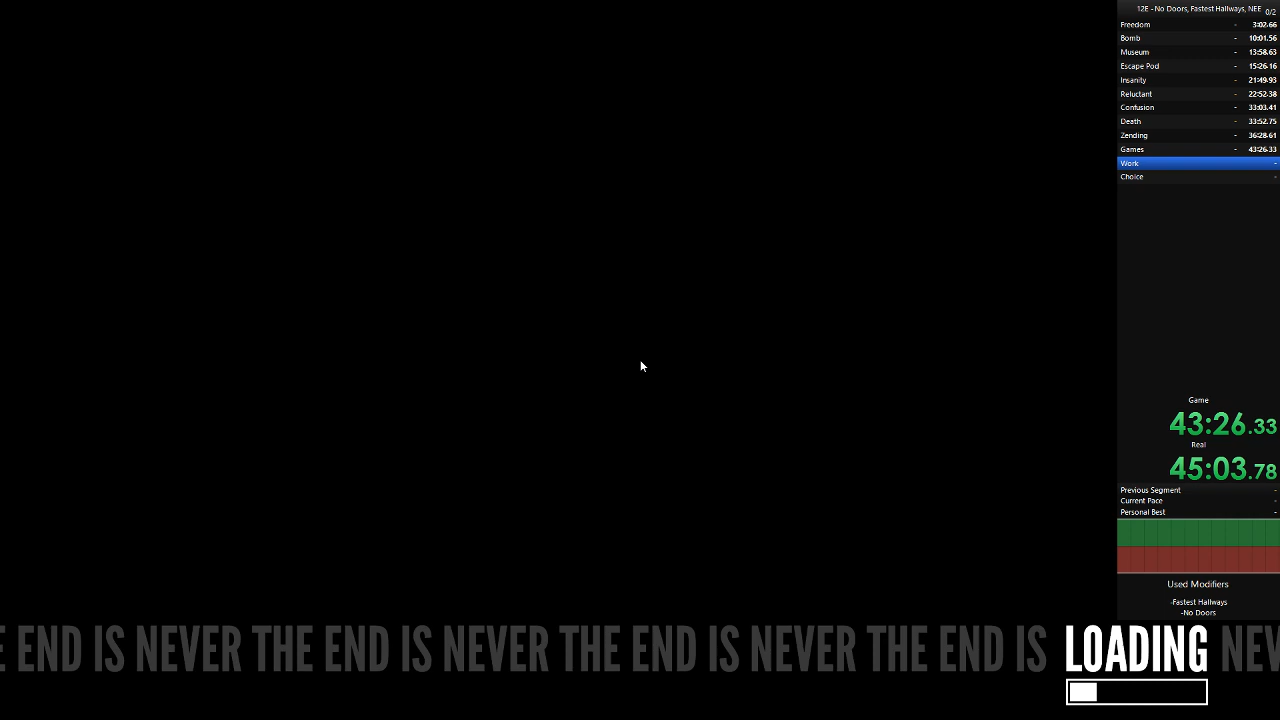 12E - No Doors, Fastest Hallways, NEE 0/2
Freedom - 3:02.66
Bomb - 10:01.56
Museum - 13:58.63
Escape Pod - 15:26.16
Insanity - 21:49.93
Reluctant - 22:52.38
Confusion - 33:03.41
Death - 33:52.75
Zending - 36:28.61
Games - 43:26.33
Work -
Choice -
Game
43:26.33
Real
45:03.78
Previous Segment -
Current Pace -
Personal Best -
Used Modifiers
-Fastest Hallways
-No Doors
E END IS NEVER THE END IS NEVER THE END IS NEVER THE END IS LOADING NEV